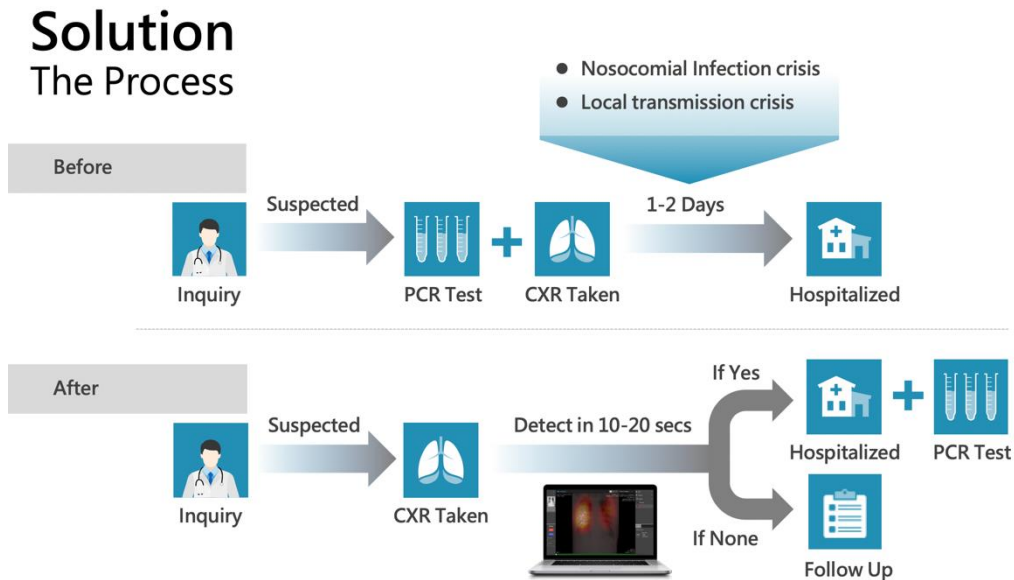 Solution
The Process
● Nosocomial Infection crisis
● Local transmission crisis
Before
Suspected
1-2 Days
Inquiry
PCR Test
CXR Taken
Hospitalized
After
If Yes
Suspected
Detect in 10-20 secs
Hospitalized
PCR Test
Inquiry
CXR Taken
If None
Follow Up